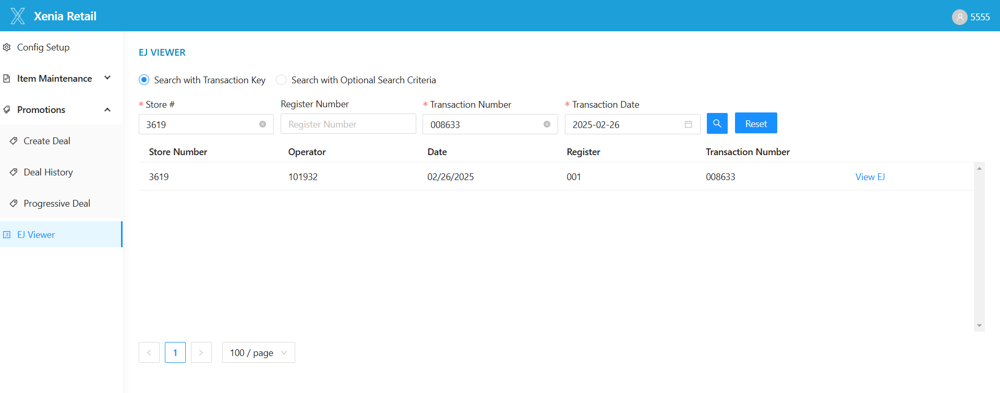 Xenia Retail
5555
Config Setup
Item Maintenance
Promotions
Create Deal
Deal History
Progressive Deal
EJ Viewer
EJ VIEWER
Search with Transaction Key Search with Optional Search Criteria
* Store # Register Number * Transaction Number * Transaction Date
3619 Register Number 008633 2025-02-26 Reset
Store Number Operator Date Register Transaction Number
3619 101932 02/26/2025 001 008633 View EJ
< 1 > 100 / page